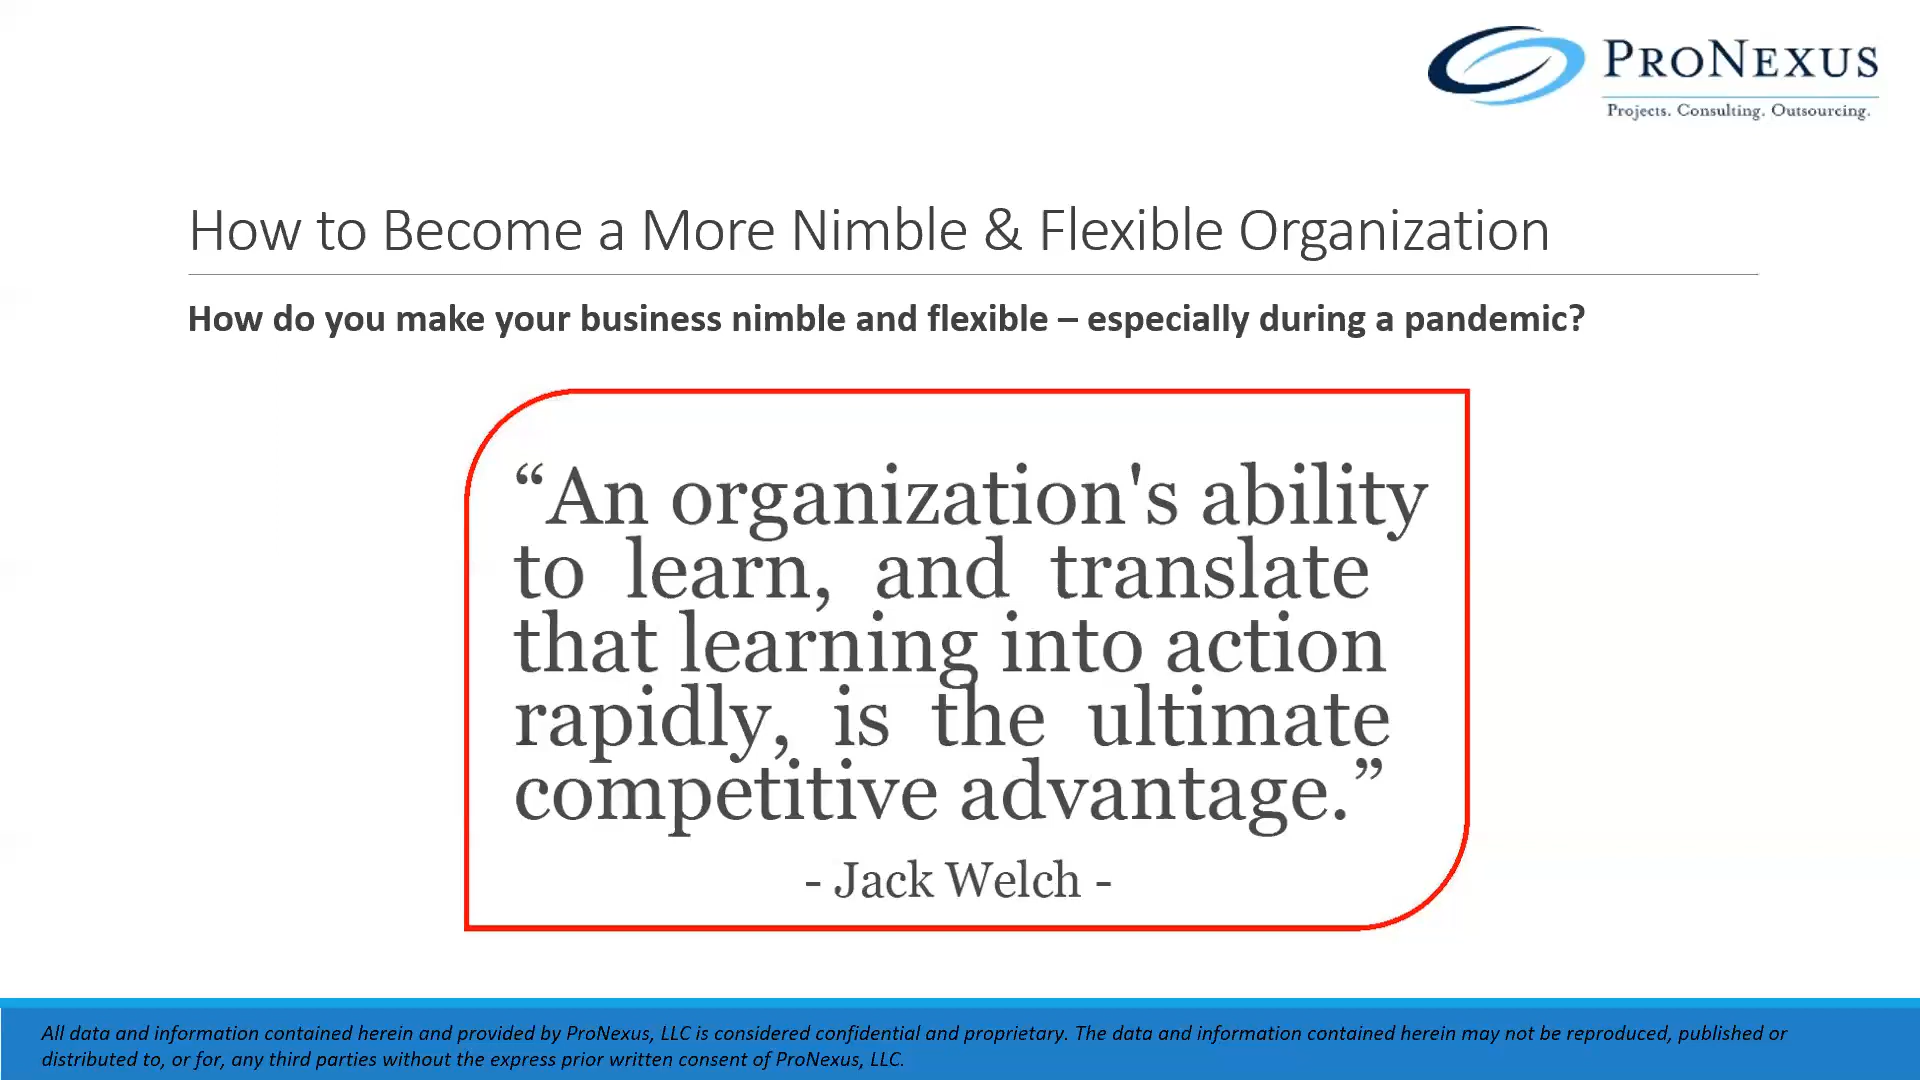 PRONEXUS
Projects. Consulting. Outsourcing.
How to Become a More Nimble & Flexible Organization
How do you make your business nimble and flexible – especially during a pandemic?
“An organization's ability
to learn, and translate
that learning into action
rapidly, is the ultimate
competitive advantage.”
- Jack Welch -
All data and information contained herein and provided by ProNexus, LLC is considered confidential and proprietary. The data and information contained herein may not be reproduced, published or
distributed to, or for, any third parties without the express prior written consent of ProNexus, LLC.